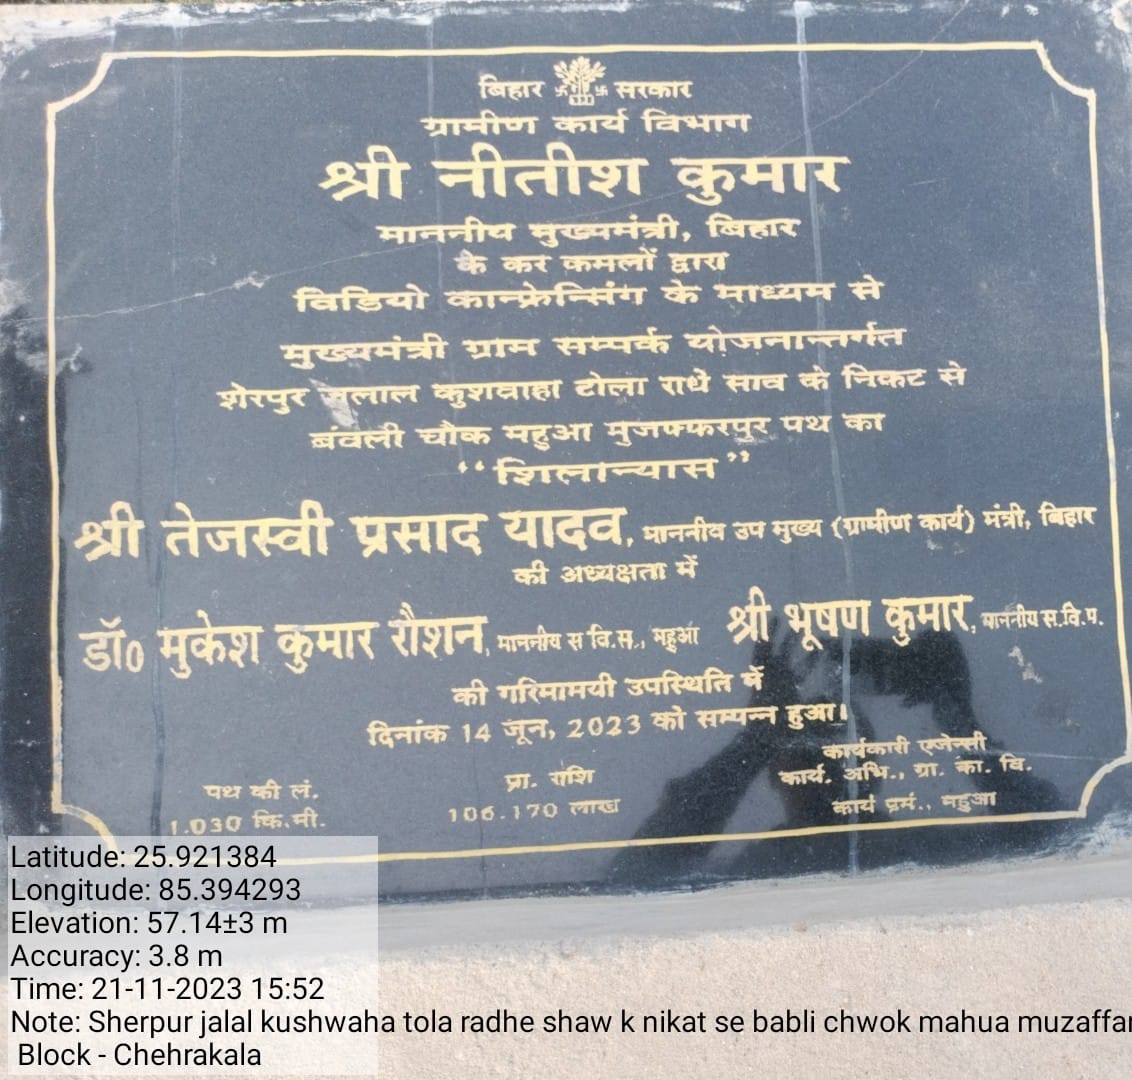 बिहार सरकार
ग्रामीण कार्य विभाग
श्री नीतीश कुमार
माननीय मुख्यमंत्री, बिहार
के कर कमलों द्वारा
विडियो कान्फ्रेन्सिंग के माध्यम से
मुख्यमंत्री ग्राम सम्पर्क योजनान्तर्गत
शेरपुर जलाल कुशवाहा टोला राधे साव के निकट से
बंवली चौक महुआ मुजफ्फरपुर पथ का
“शिलान्यास”
श्री तेजस्वी प्रसाद यादव, माननीय उप मुख्य (ग्रामीण कार्य) मंत्री, बिहार
की अध्यक्षता में
डॉ० मुकेश कुमार रौशन, माननीय स वि.स., महुआ श्री भूषण कुमार, माननीय स.वि.प.
की गरिमामयी उपस्थिति में
दिनांक 14 जून, 2023 को सम्पन्न हुआ।
पथ की लं. प्रा. राशि कार्यकारी एजेन्सी
1.030 कि.मी. 106.170 लाख कार्य. अभि., ग्रा. का. वि.
कार्य प्रमं., महुआ
Latitude: 25.921384
Longitude: 85.394293
Elevation: 57.14±3 m
Accuracy: 3.8 m
Time: 21-11-2023 15:52
Note: Sherpur jalal kushwaha tola radhe shaw k nikat se babli chwok mahua muzaffar
Block - Chehrakala